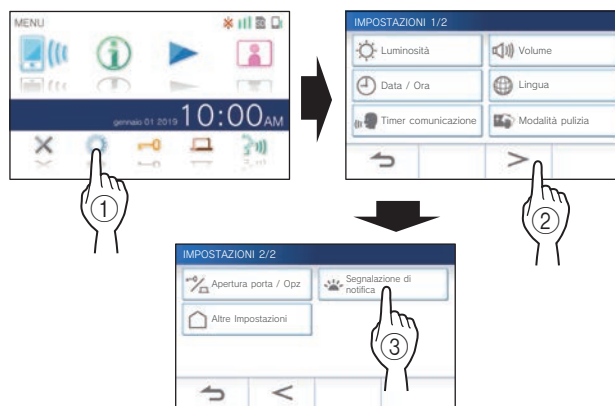 MENU
gennaio 01 2019 10:00AM
①
IMPOSTAZIONI 1/2
Luminosità
Volume
Data / Ora
Lingua
Timer comunicazione
Modalità pulizia
>
②
IMPOSTAZIONI 2/2
Apertura porta / Opz
Segnalazione di
notifica
Altre Impostazioni
<
③